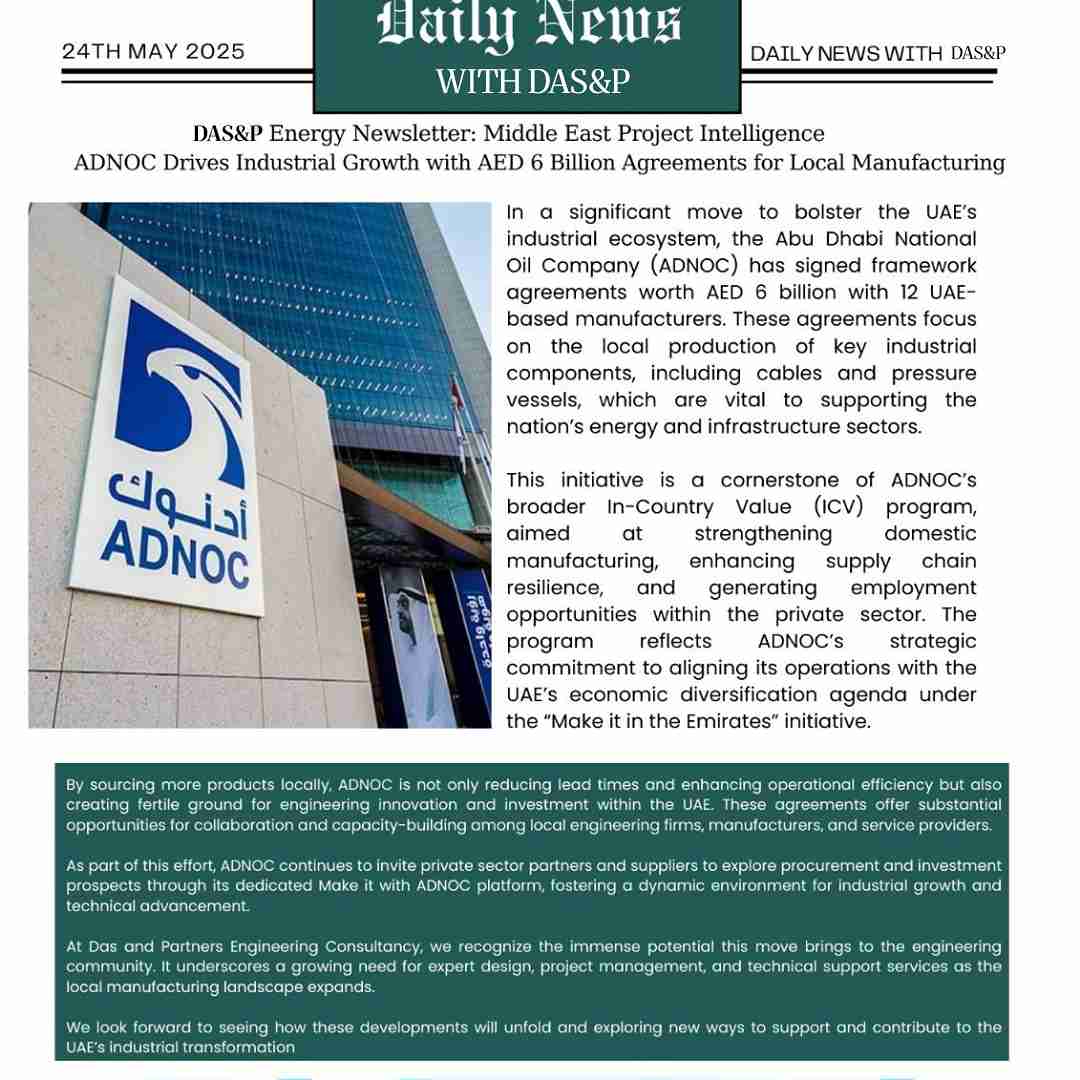 Daily News
WITH DAS&P
24TH MAY 2025
DAILY NEWS WITH DAS&P
DAS&P Energy Newsletter: Middle East Project Intelligence
ADNOC Drives Industrial Growth with AED 6 Billion Agreements for Local Manufacturing
أدنوك
ADNOC
رؤية واحدة
In a significant move to bolster the UAE’s
industrial ecosystem, the Abu Dhabi National
Oil Company (ADNOC) has signed framework
agreements worth AED 6 billion with 12 UAE-
based manufacturers. These agreements focus
on the local production of key industrial
components, including cables and pressure
vessels, which are vital to supporting the
nation’s energy and infrastructure sectors.
This initiative is a cornerstone of ADNOC’s
broader In-Country Value (ICV) program,
aimed at strengthening domestic
manufacturing, enhancing supply chain
resilience, and generating employment
opportunities within the private sector. The
program reflects ADNOC’s strategic
commitment to aligning its operations with the
UAE’s economic diversification agenda under
the “Make it in the Emirates” initiative.
By sourcing more products locally, ADNOC is not only reducing lead times and enhancing operational efficiency but also
creating fertile ground for engineering innovation and investment within the UAE. These agreements offer substantial
opportunities for collaboration and capacity-building among local engineering firms, manufacturers, and service providers.
As part of this effort, ADNOC continues to invite private sector partners and suppliers to explore procurement and investment
prospects through its dedicated Make it with ADNOC platform, fostering a dynamic environment for industrial growth and
technical advancement.
At Das and Partners Engineering Consultancy, we recognize the immense potential this move brings to the engineering
community. It underscores a growing need for expert design, project management, and technical support services as the
local manufacturing landscape expands.
We look forward to seeing how these developments will unfold and exploring new ways to support and contribute to the
UAE’s industrial transformation